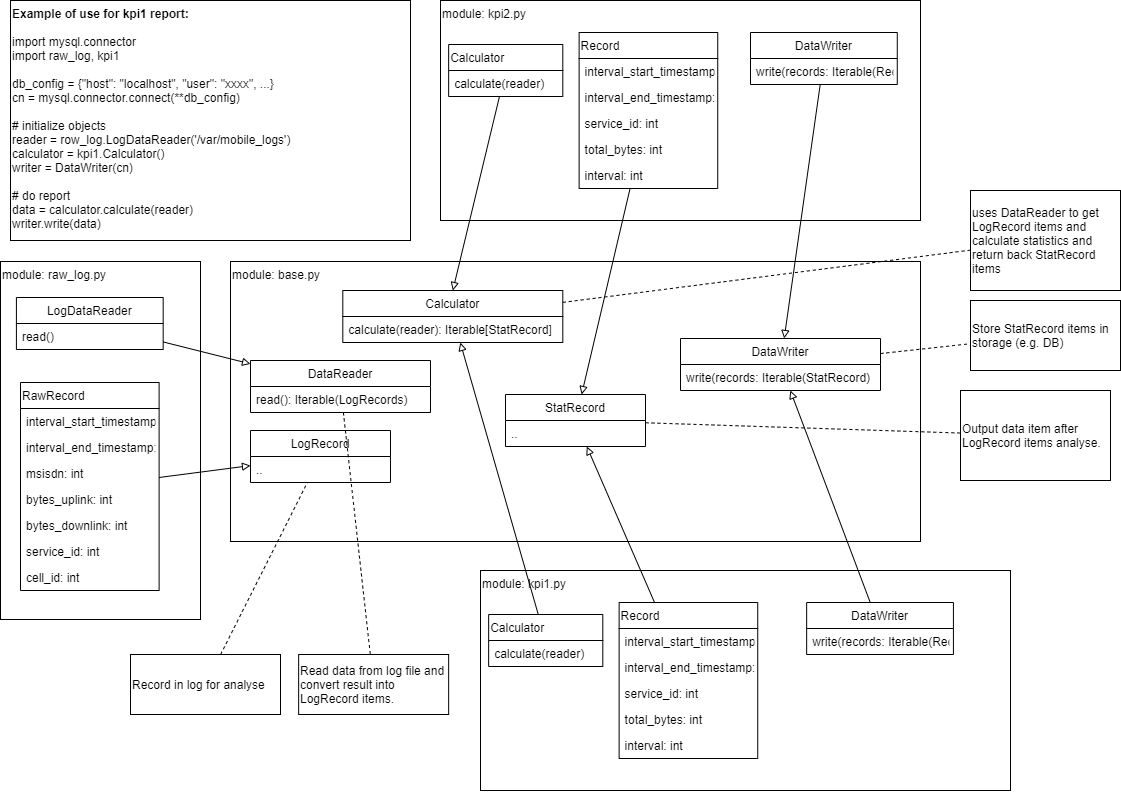 Example of use for kpi1 report:
import mysql.connector
import raw_log, kpi1
db_config = {"host": "localhost", "user": "xxxx", ...}
cn = mysql.connector.connect(**db_config)
# initialize objects
reader = row_log.LogDataReader('/var/mobile_logs')
calculator = kpi1.Calculator()
writer = DataWriter(cn)
# do report
data = calculator.calculate(reader)
writer.write(data)
module: kpi2.py
Calculator
calculate(reader)
Record
interval_start_timestamp
interval_end_timestamp:
service_id: int
total_bytes: int
interval: int
DataWriter
write(records: Iterable(Rec
uses DataReader to get
LogRecord items and
calculate statistics and
return back StatRecord
items
module: raw_log.py
LogDataReader
read()
RawRecord
interval_start_timestamp
interval_end_timestamp:
msisdn: int
bytes_uplink: int
bytes_downlink: int
service_id: int
cell_id: int
module: base.py
Calculator
calculate(reader): Iterable[StatRecord]
DataReader
read(): Iterable(LogRecords)
LogRecord
..
StatRecord
..
DataWriter
write(records: Iterable(StatRecord)
Store StatRecord items in
storage (e.g. DB)
Output data item after
LogRecord items analyse.
Record in log for analyse
Read data from log file and
convert result into
LogRecord items.
module: kpi1.py
Calculator
calculate(reader)
Record
interval_start_timestamp
interval_end_timestamp:
service_id: int
total_bytes: int
interval: int
DataWriter
write(records: Iterable(Rec